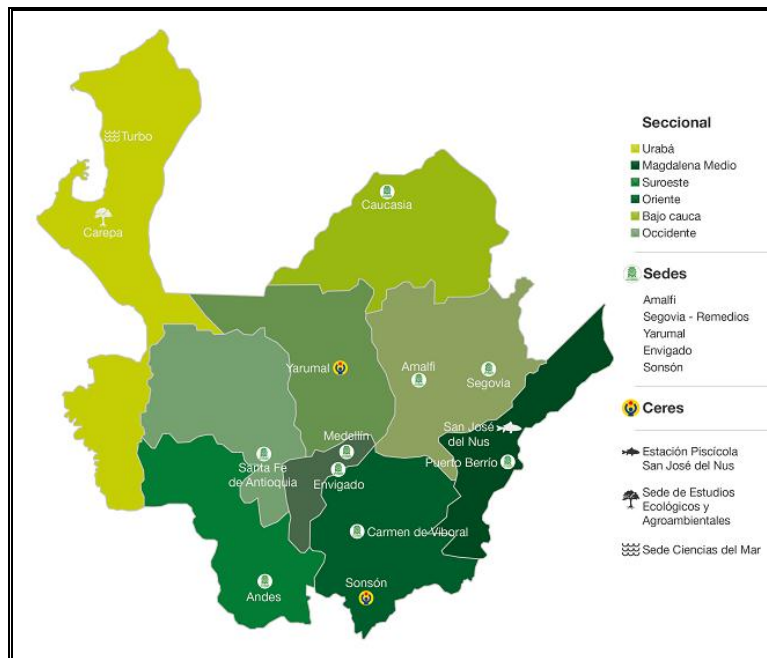 Turbo
Carepa
Caucasia
Yarumal
Amalfi
Segovia
San José
del Nus
Medellín
Santa Fe
de Antioquia
Envigado
Puerto Berrío
Carmen de Viboral
Andes
Sonsón
Seccional
Urabá
Magdalena Medio
Suroeste
Oriente
Bajo cauca
Occidente
Sedes
Amalfi
Segovia - Remedios
Yarumal
Envigado
Sonsón
Ceres
Estación Piscícola
San José del Nus
Sede de Estudios
Ecológicos y
Agroambientales
Sede Ciencias del Mar